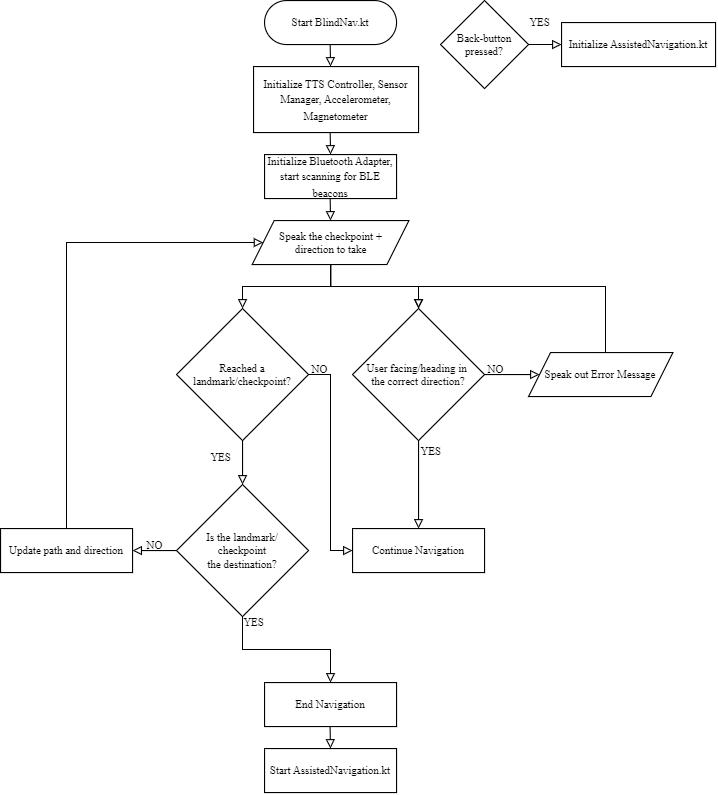 Start BlindNav.kt
YES
Back-button
pressed?
Initialize AssistedNavigation.kt
Initialize TTS Controller, Sensor
Manager, Accelerometer,
Magnetometer
Initialize Bluetooth Adapter,
start scanning for BLE
beacons
Speak the checkpoint +
direction to take
Reached a
landmark/checkpoint?
NO
User facing/heading in
the correct direction?
NO
Speak out Error Message
YES
YES
Is the landmark/
checkpoint
the destination?
NO
Update path and direction
Continue Navigation
YES
End Navigation
Start AssistedNavigation.kt